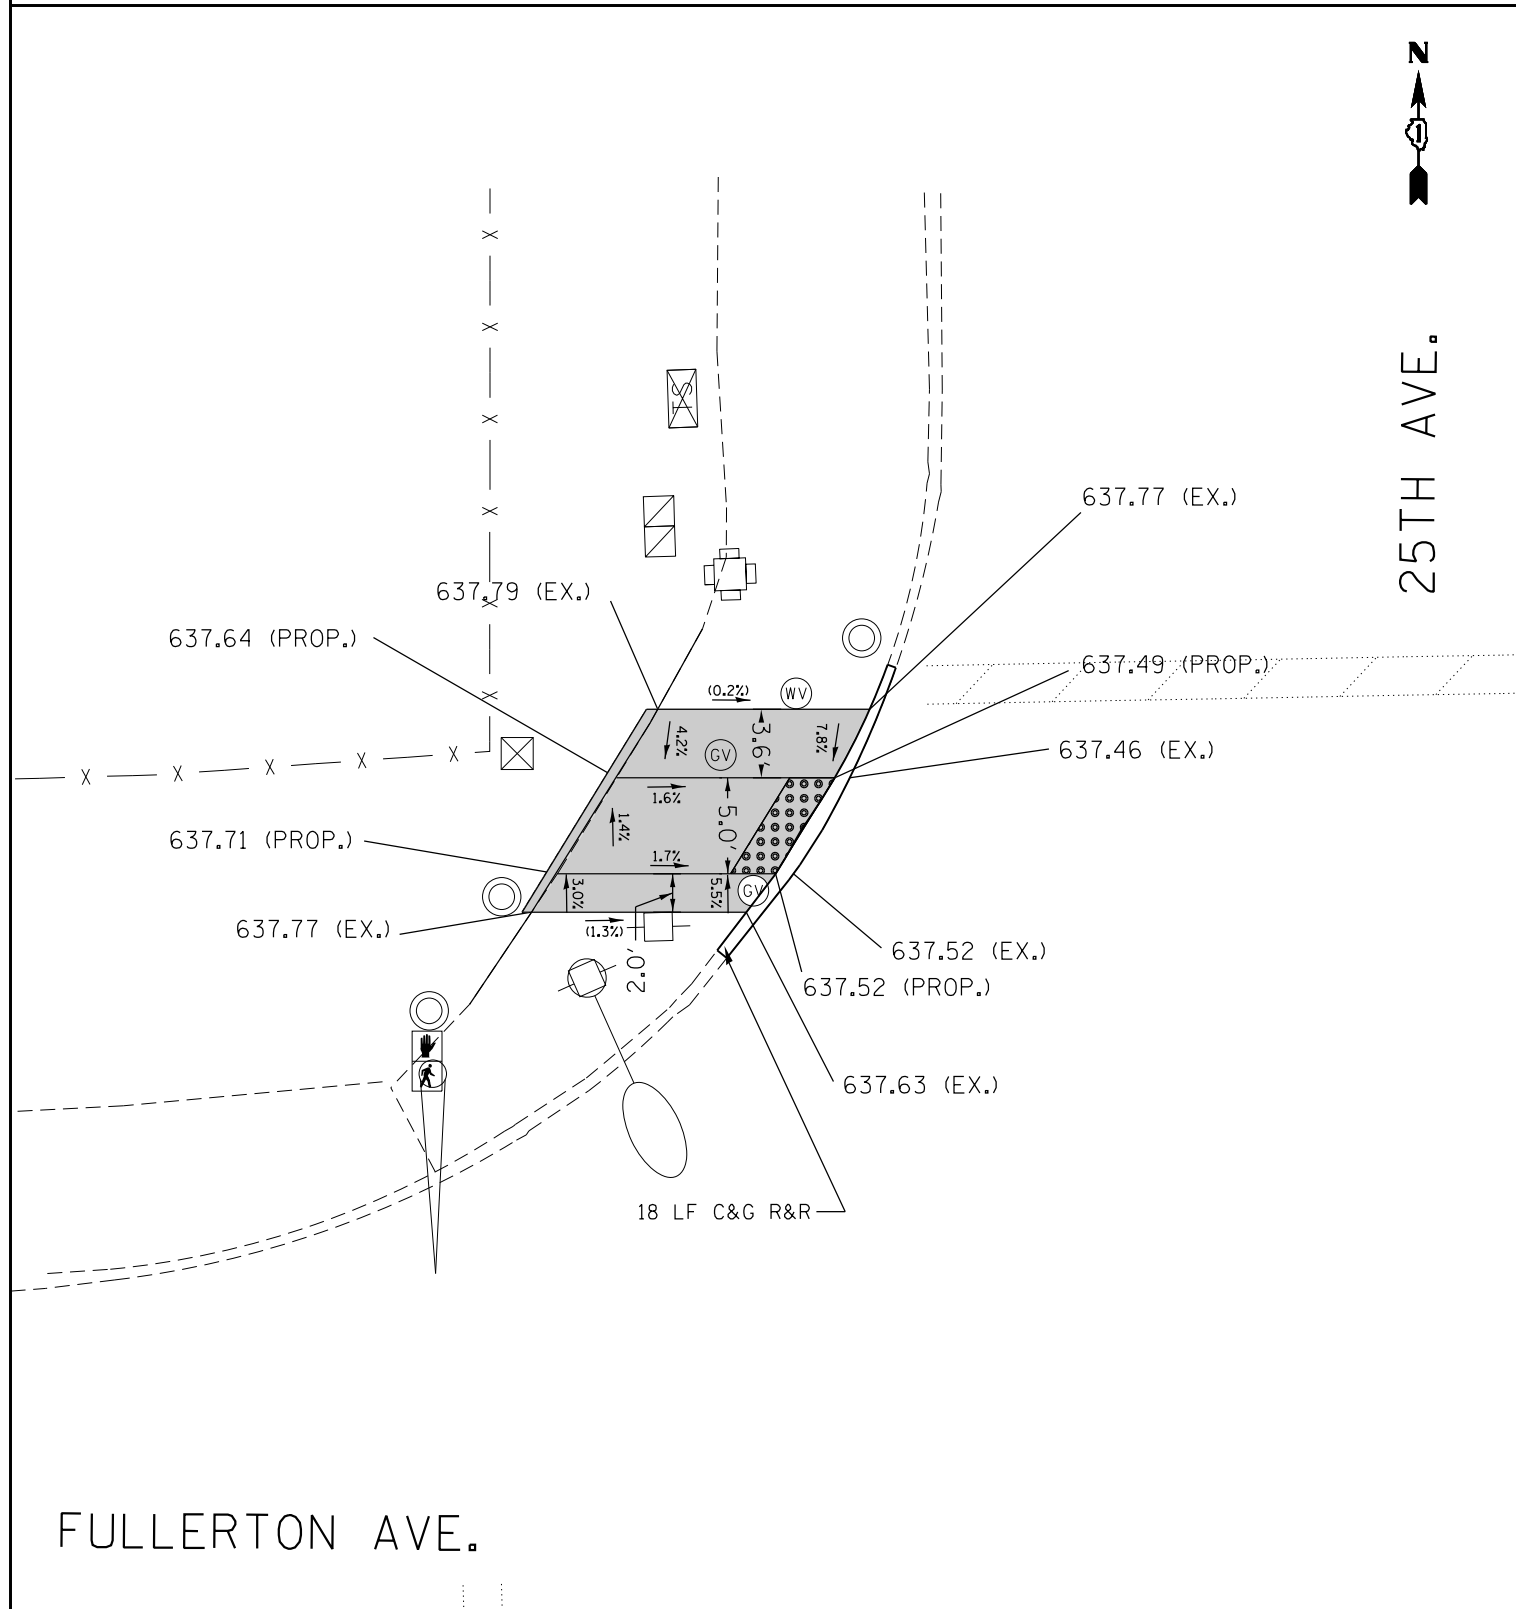 N
1
25TH AVE.
TS
637.77 (EX.)
637.79 (EX.)
637.64 (PROP.)
637.49 (PROP.)
(0.2%)
WV
4.2%
3.6'
7.8%
GV
637.46 (EX.)
1.6%
5.0'
1.4%
637.71 (PROP.)
1.7%
3.0%
5.5%
GV
637.77 (EX.)
(1.3%)
2.0'
637.52 (EX.)
637.52 (PROP.)
637.63 (EX.)
18 LF C&G R&R
FULLERTON AVE.
X
X
X
X
X
X
X
X
X
X
X